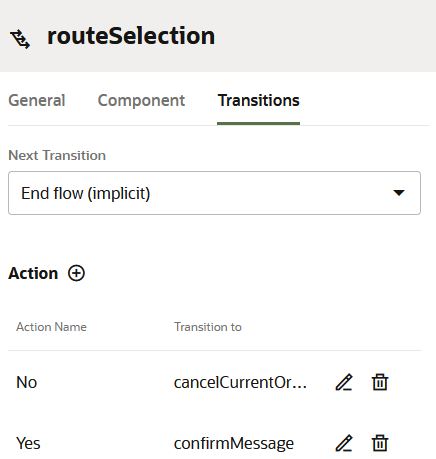 routeSelection
General Component Transitions
Next Transition
End flow (implicit)
Action
Action Name Transition to
No cancelCurrentOr...
Yes confirmMessage